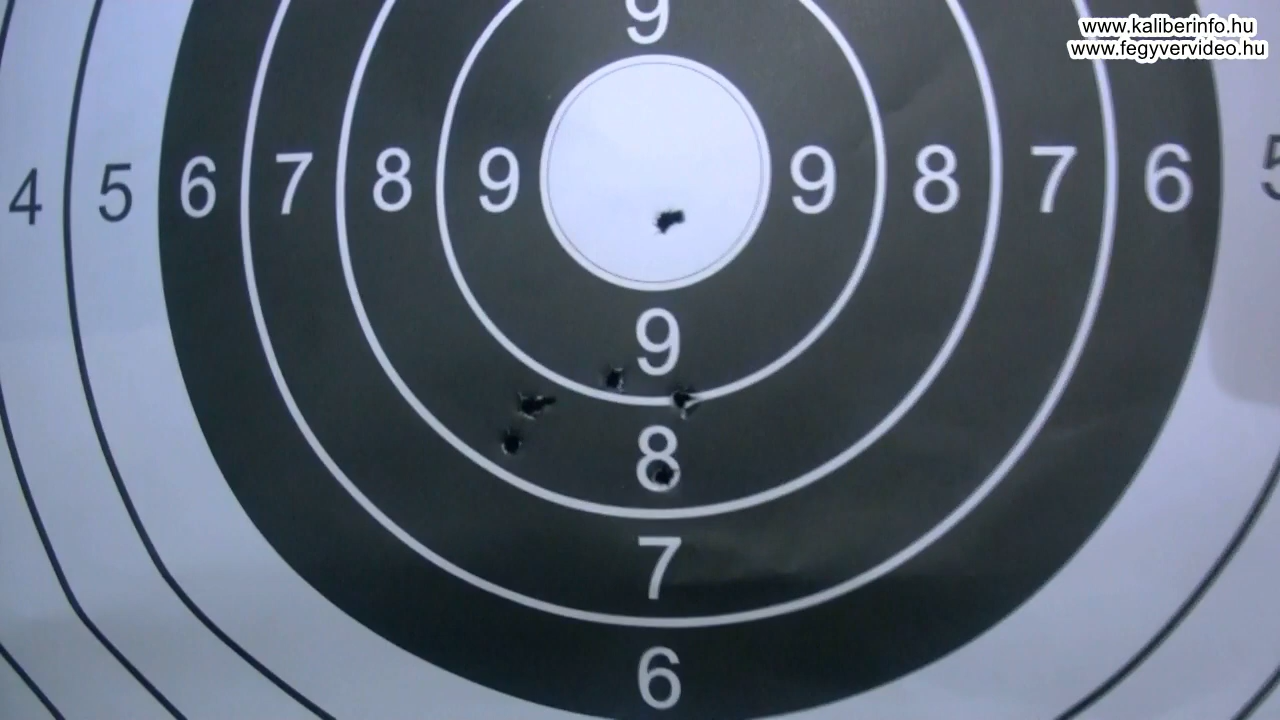 www.kaliberinfo.hu
www.fegyvervideo.hu
9
4 5 6 7 8 9 9 8 7 6 5
9
8
7
6